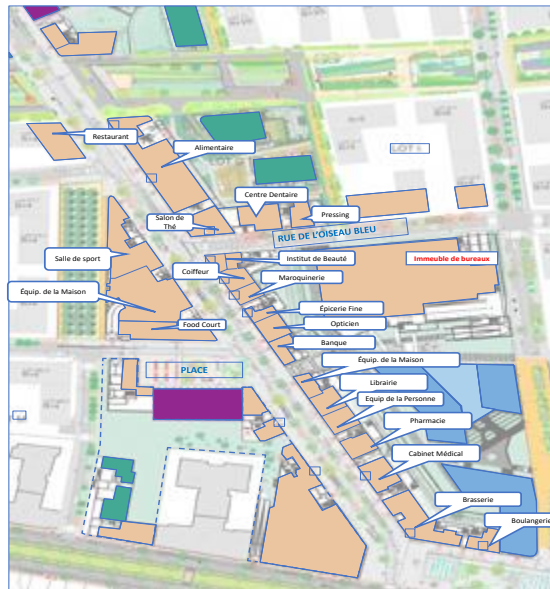 Restaurant
Alimentaire
Centre Dentaire
Salon de
Thé
Pressing
RUE DE L'OISEAU BLEU
Salle de sport
Institut de Beauté
Immeuble de bureaux
Coiffeur
Maroquinerie
Équip. de la Maison
Épicerie Fine
Food Court
Opticien
Banque
Équip. de la Maison
PLACE
Librairie
Equip de la Personne
Pharmacie
Cabinet Médical
Brasserie
Boulangerie